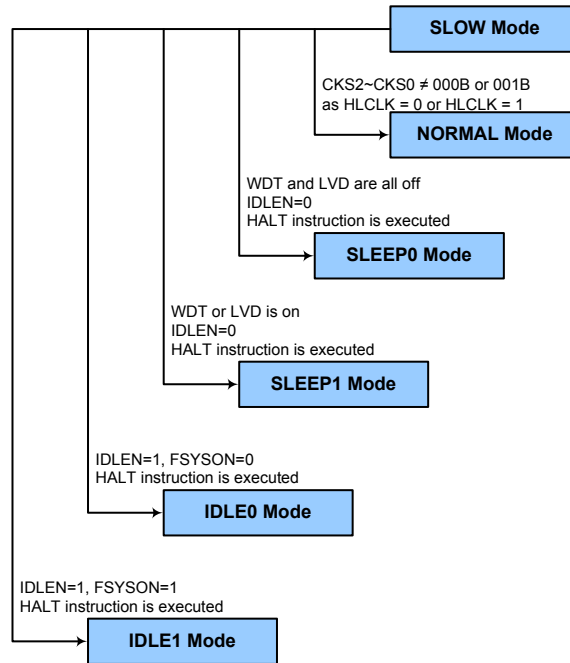 SLOW Mode
CKS2~CKS0 ≠ 000B or 001B
as HLCLK = 0 or HLCLK = 1
NORMAL Mode
WDT and LVD are all off
IDLEN=0
HALT instruction is executed
SLEEP0 Mode
WDT or LVD is on
IDLEN=0
HALT instruction is executed
SLEEP1 Mode
IDLEN=1, FSYSON=0
HALT instruction is executed
IDLE0 Mode
IDLEN=1, FSYSON=1
HALT instruction is executed
IDLE1 Mode